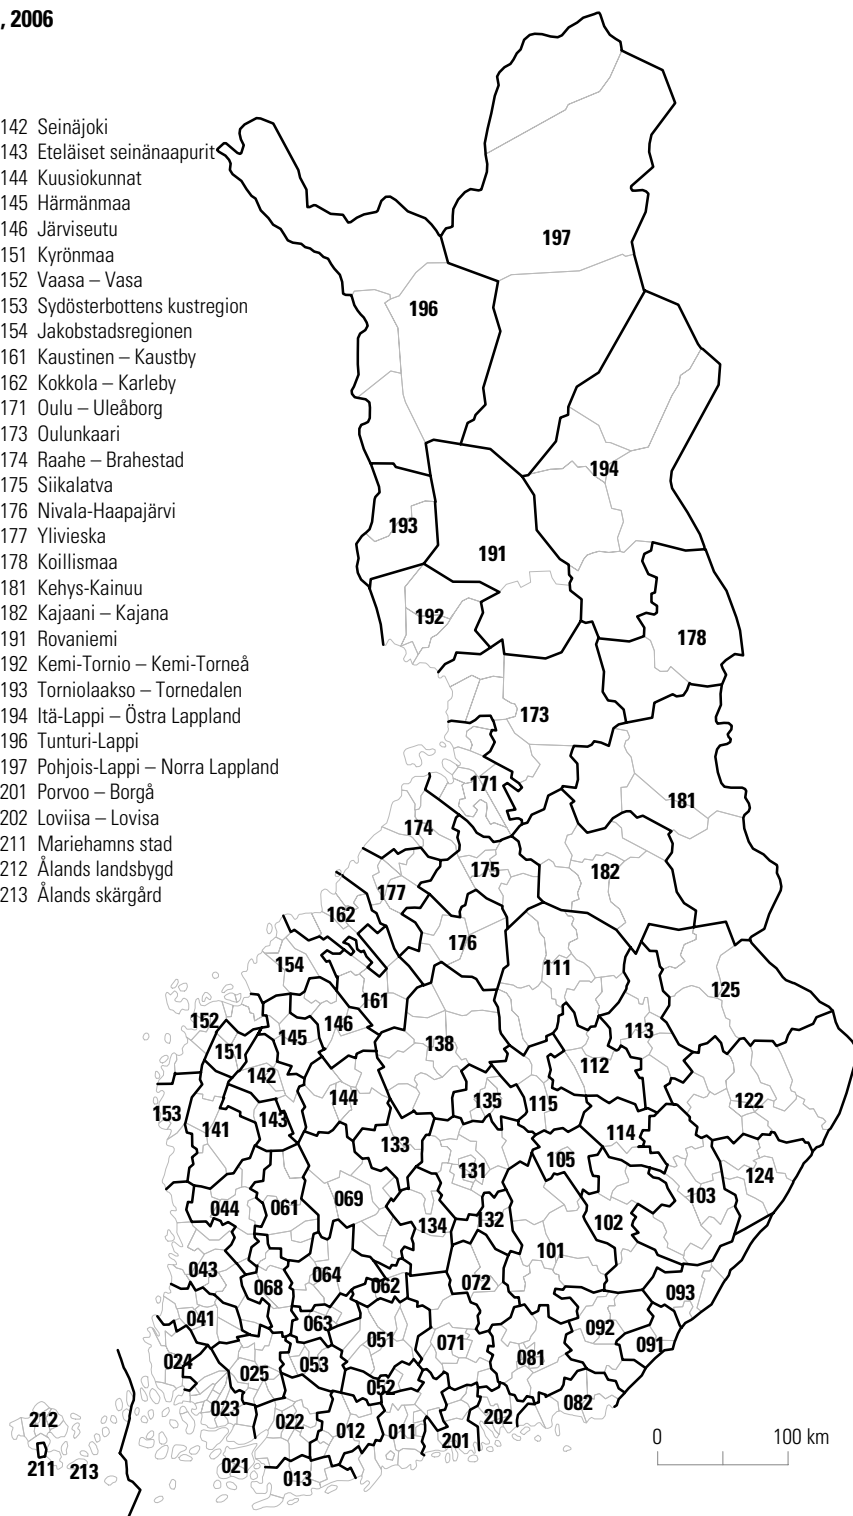 , 2006
142 Seinäjoki
143 Eteläiset seinänaapurit
144 Kuusiokunnat
145 Härmänmaa
146 Järviseutu
151 Kyrönmaa
152 Vaasa – Vasa
153 Sydösterbottens kustregion
154 Jakobstadsregionen
161 Kaustinen – Kaustby
162 Kokkola – Karleby
171 Oulu – Uleåborg
173 Oulunkaari
174 Raahe – Brahestad
175 Siikalatva
176 Nivala-Haapajärvi
177 Ylivieska
178 Koillismaa
181 Kehys-Kainuu
182 Kajaani – Kajana
191 Rovaniemi
192 Kemi-Tornio – Kemi-Torneå
193 Torniolaakso – Tornedalen
194 Itä-Lappi – Östra Lappland
196 Tunturi-Lappi
197 Pohjois-Lappi – Norra Lappland
201 Porvoo – Borgå
202 Loviisa – Lovisa
211 Mariehamns stad
212 Ålands landsbygd
213 Ålands skärgård
197
196
194
193
191
192
178
173
171
181
174
175
182
177
162
176
154
111
161
125
152
146
145
113
138
151
112
142
144
135
115
122
153
143
141
114
133
105
131
124
103
044
061
069
134
132
102
101
043
064
068
062
072
093
041
063
051
071
092
091
024
025
053
081
052
082
023
022
012
011
201
202
212
211
213
021
013
0 100 km